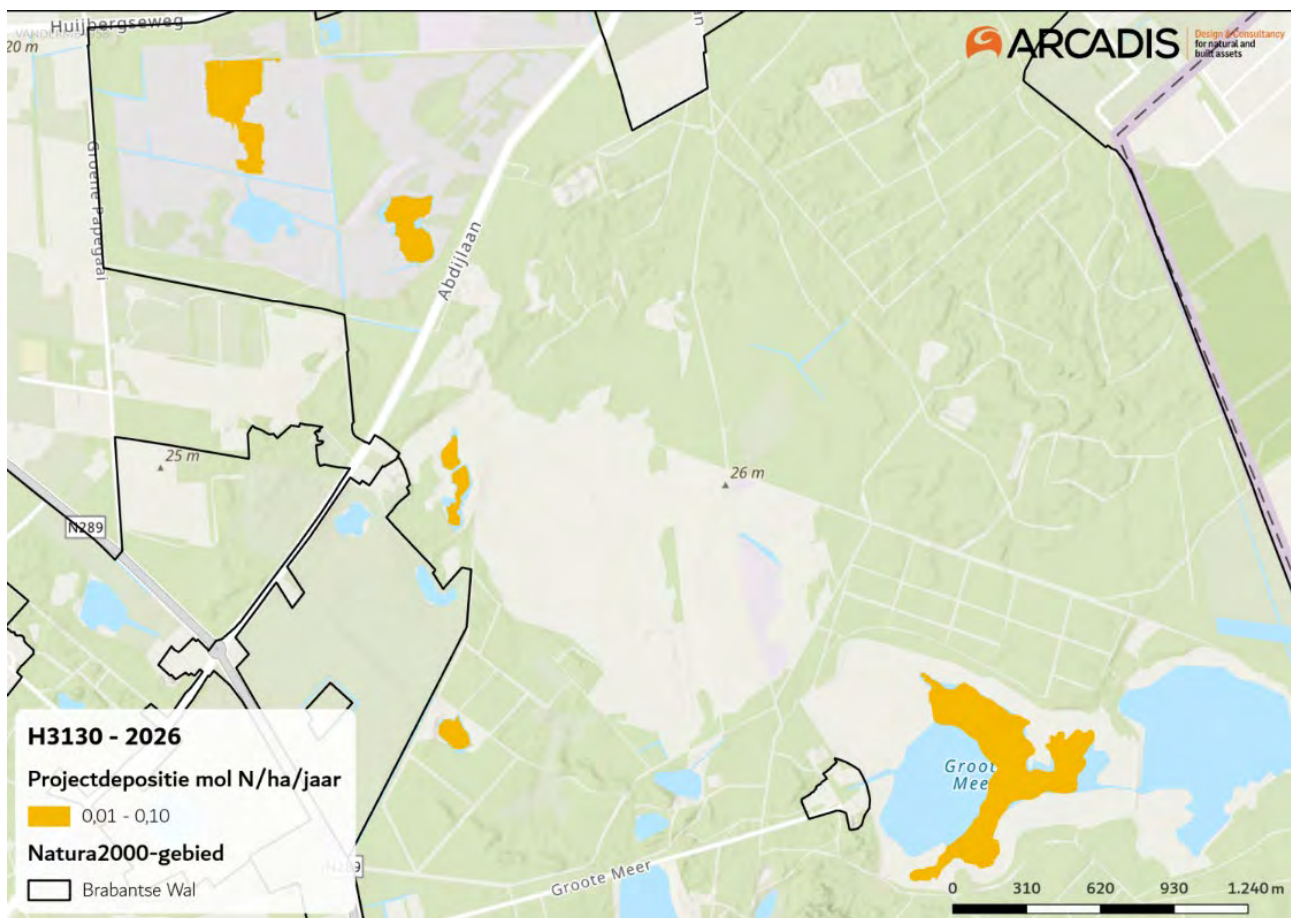 Huijbergseweg
20 m
ARCADIS
Design & Consultancy
for natural and
built assets
Groene Papegaai
Abdijlaan
25 m
26 m
N289
Groote
Meer
H3130 - 2026
Projectdepositie mol N/ha/jaar
0,01 - 0,10
Natura2000-gebied
Brabantse Wal
N289
Groote Meer
0 310 620 930 1.240 m